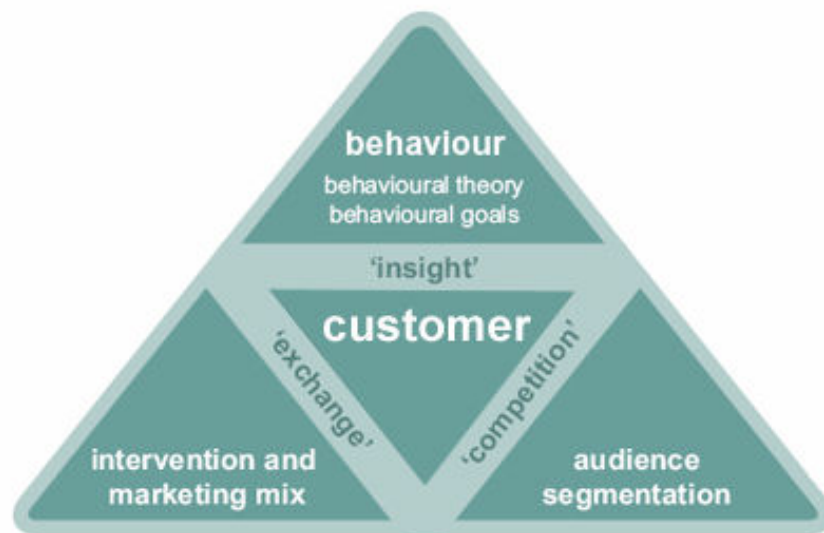 behaviour
behavioural theory
behavioural goals
‘insight’
customer
‘exchange’
‘competition’
intervention and
marketing mix
audience
segmentation